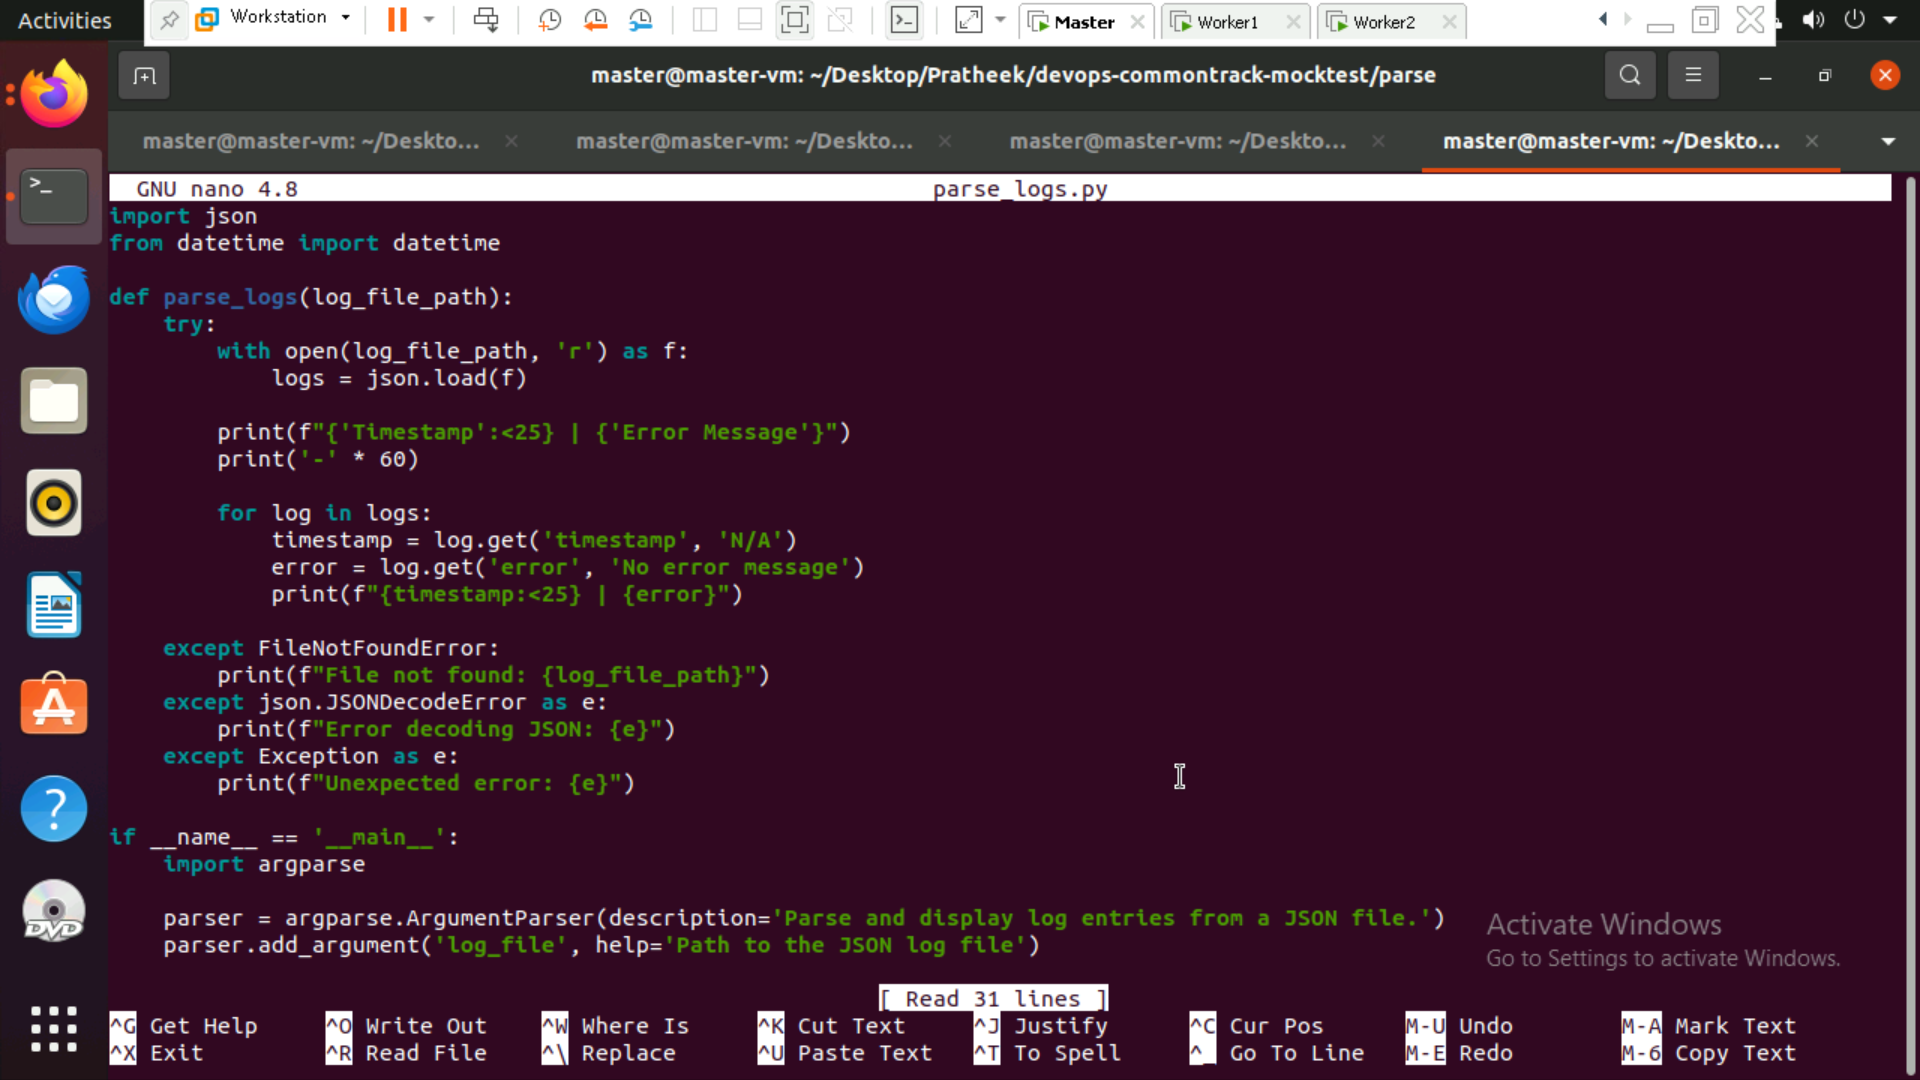 Activities
Workstation
Master
Worker1
Worker2
master@master-vm: ~/Desktop/Pratheek/devops-commontrack-mocktest/parse
master@master-vm: ~/Deskto...
master@master-vm: ~/Deskto...
master@master-vm: ~/Deskto...
master@master-vm: ~/Deskto...
GNU nano 4.8 parse_logs.py
import json
from datetime import datetime
def parse_logs(log_file_path):
    try:
        with open(log_file_path, 'r') as f:
            logs = json.load(f)
        print(f"{'Timestamp':<25} | {'Error Message'}")
        print('-' * 60)
        for log in logs:
            timestamp = log.get('timestamp', 'N/A')
            error = log.get('error', 'No error message')
            print(f"{timestamp:<25} | {error}")
    except FileNotFoundError:
        print(f"File not found: {log_file_path}")
    except json.JSONDecodeError as e:
        print(f"Error decoding JSON: {e}")
    except Exception as e:
        print(f"Unexpected error: {e}")
if __name__ == '__main__':
    import argparse
    parser = argparse.ArgumentParser(description='Parse and display log entries from a JSON file.')
    parser.add_argument('log_file', help='Path to the JSON log file')
Activate Windows
Go to Settings to activate Windows.
[ Read 31 lines ]
^G Get Help ^O Write Out ^W Where Is ^K Cut Text ^J Justify ^C Cur Pos M-U Undo M-A Mark Text
^X Exit ^R Read File ^\ Replace ^U Paste Text ^T To Spell ^_ Go To Line M-E Redo M-6 Copy Text
DVD